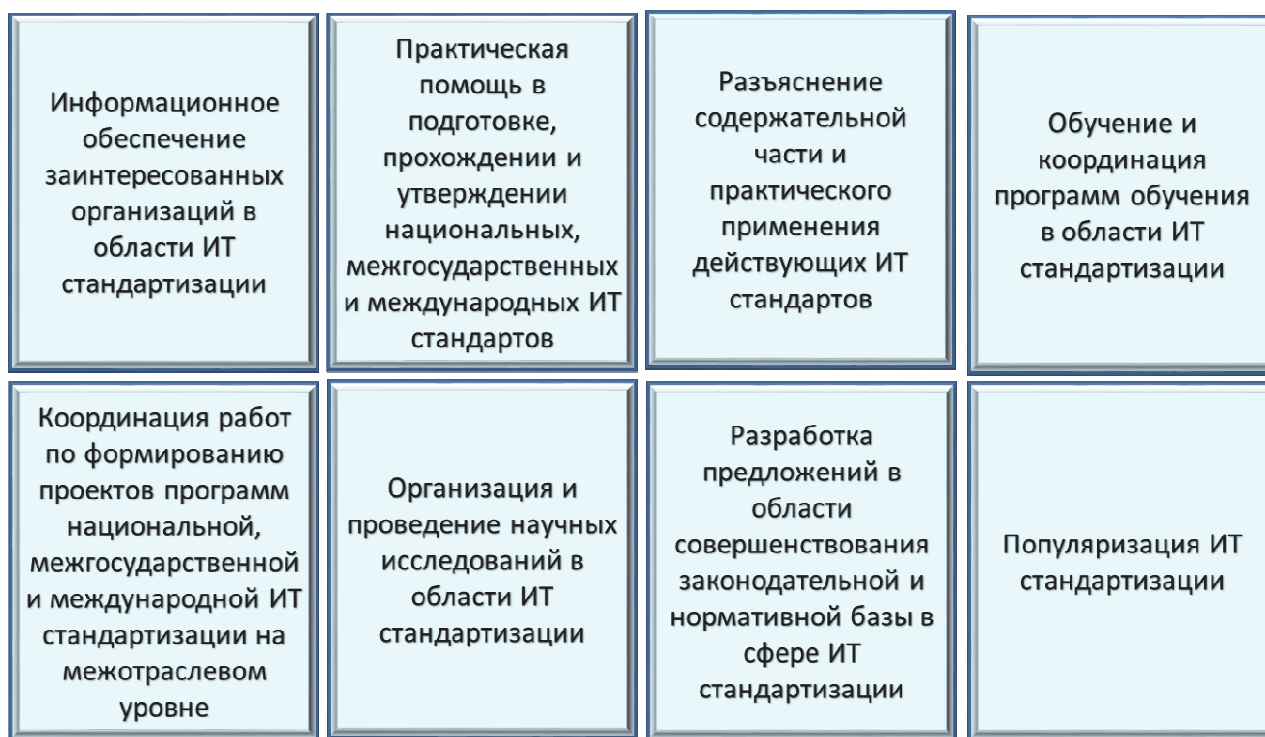 Информационное
обеспечение
заинтересованных
организаций в
области ИТ
стандартизации
Практическая
помощь в
подготовке,
прохождении и
утверждении
национальных,
межгосударственных
и международных ИТ
стандартов
Разъяснение
содержательной
части и
практического
применения
действующих ИТ
стандартов
Обучение и
координация
программ обучения
в области ИТ
стандартизации
Координация работ
по формированию
проектов программ
национальной,
межгосударственной
и международной ИТ
стандартизации на
межотраслевом
уровне
Организация и
проведение научных
исследований в
области ИТ
стандартизации
Разработка
предложений в
области
совершенствования
законодательной и
нормативной базы в
сфере ИТ
стандартизации
Популяризация ИТ
стандартизации